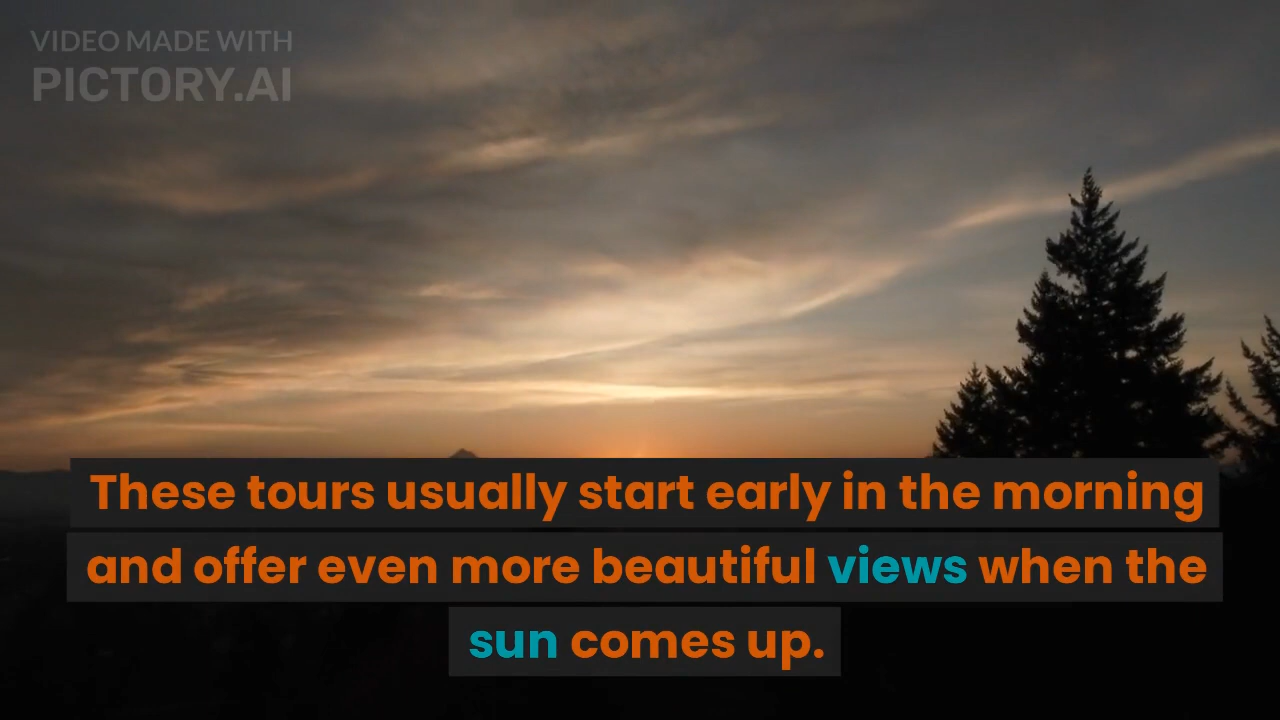 VIDEO MADE WITH
PICTORY.AI
These tours usually start early in the morning
and offer even more beautiful views when the
sun comes up.